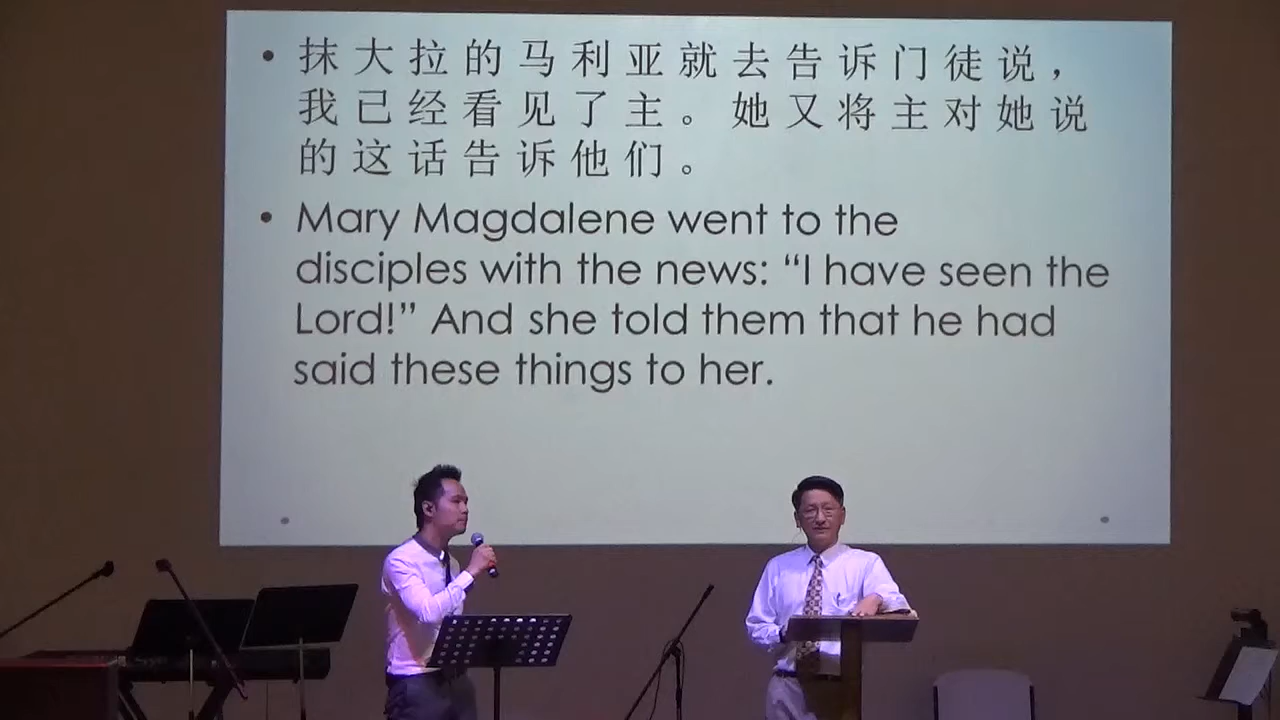 • 抹大拉的马利亚就去告诉门徒说，
我已经看见了主。她又将主对她说
的这话告诉他们。
• Mary Magdalene went to the
disciples with the news: “I have seen the
Lord!” And she told them that he had
said these things to her.